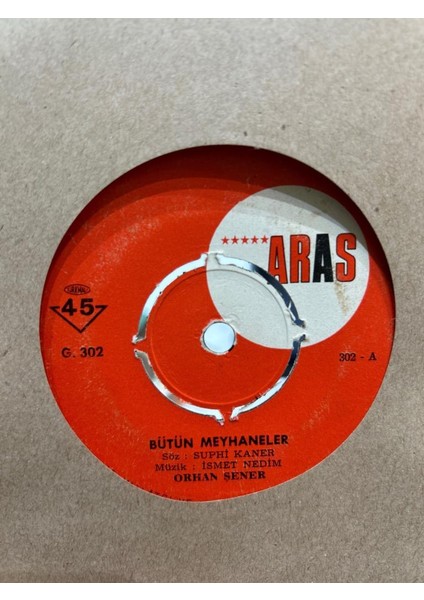 ★★★★★ ARAS
45
G. 302
302 - A
BÜTÜN MEYHANELER
Söz : SUPHİ KANER
Müzik : İSMET NEDİM
ORHAN ŞENER